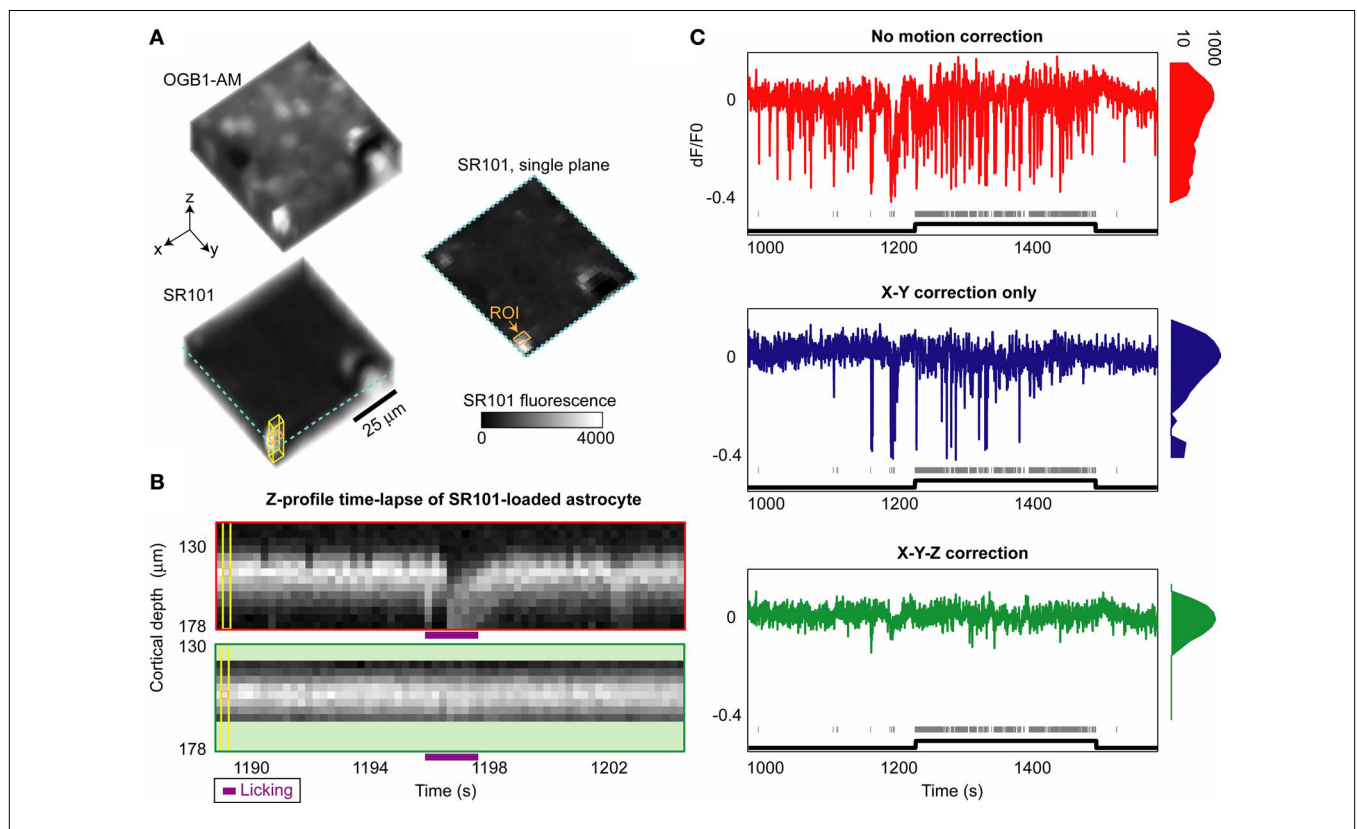 A
OGB1-AM
z
x
y
SR101
25 μm
SR101, single plane
ROI
SR101 fluorescence
0
4000
B
Z-profile time-lapse of SR101-loaded astrocyte
Cortical depth (μm)
130
178
130
178
1190
1194
1198
1202
Licking
Time (s)
C
No motion correction
10
1000
dF/F0
0
-0.4
1000
1200
1400
X-Y correction only
0
-0.4
1000
1200
1400
X-Y-Z correction
0
-0.4
1000
1200
1400
Time (s)